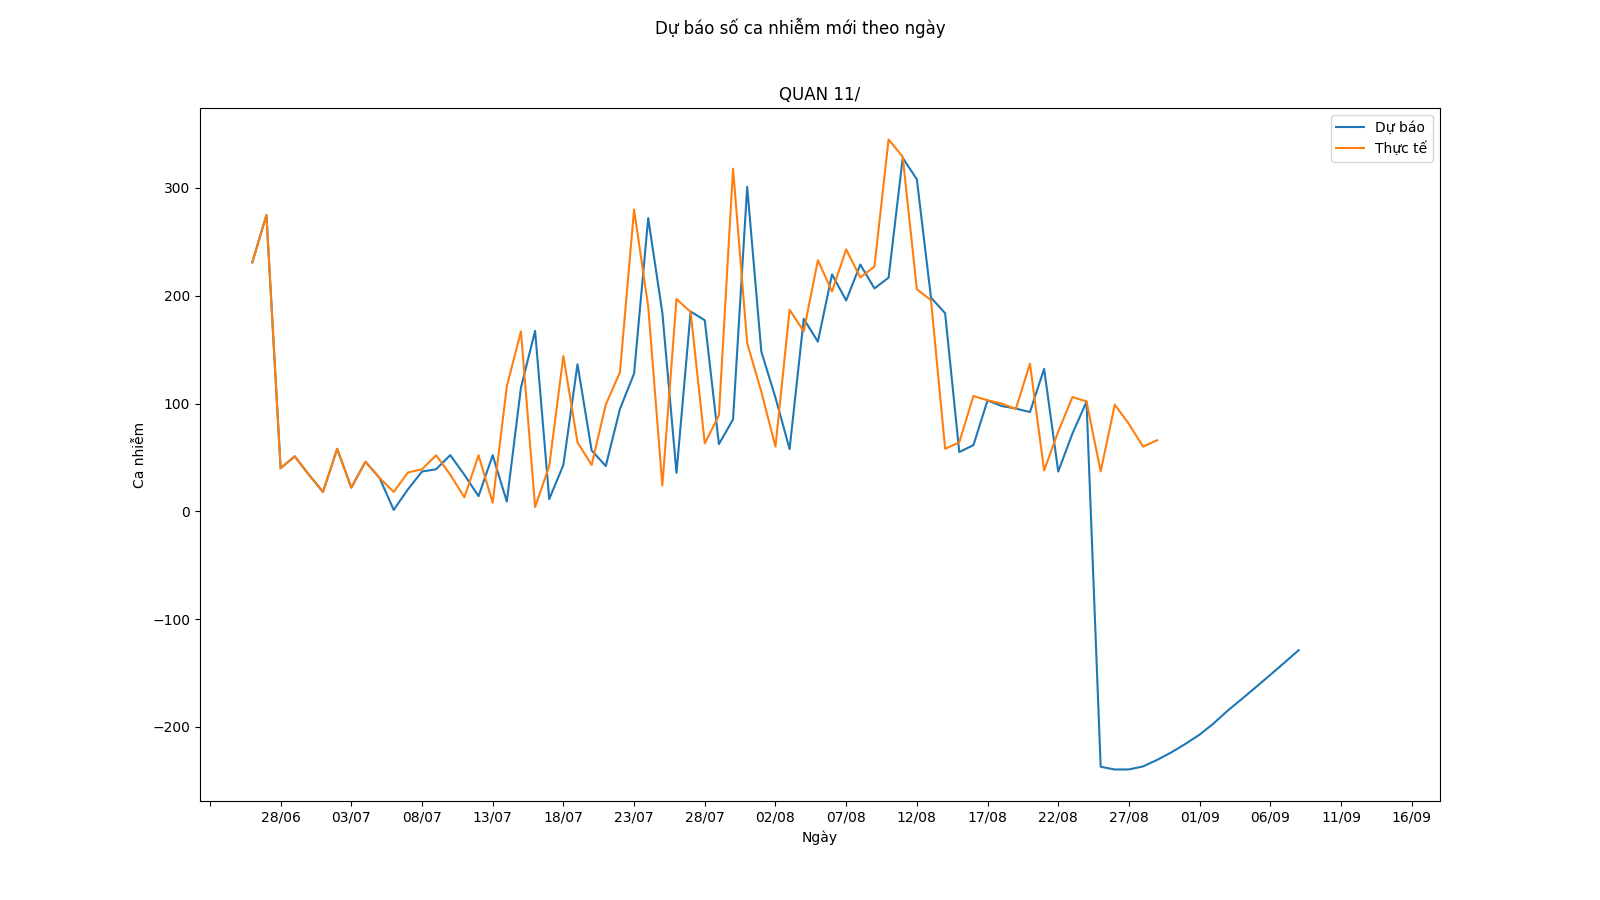 Dự báo số ca nhiễm mới theo ngày
QUAN 11/
Dự báo
Thực tế
300
200
100
0
−100
−200
Ca nhiễm
28/06 03/07 08/07 13/07 18/07 23/07 28/07 02/08 07/08 12/08 17/08 22/08 27/08 01/09 06/09 11/09 16/09
Ngày